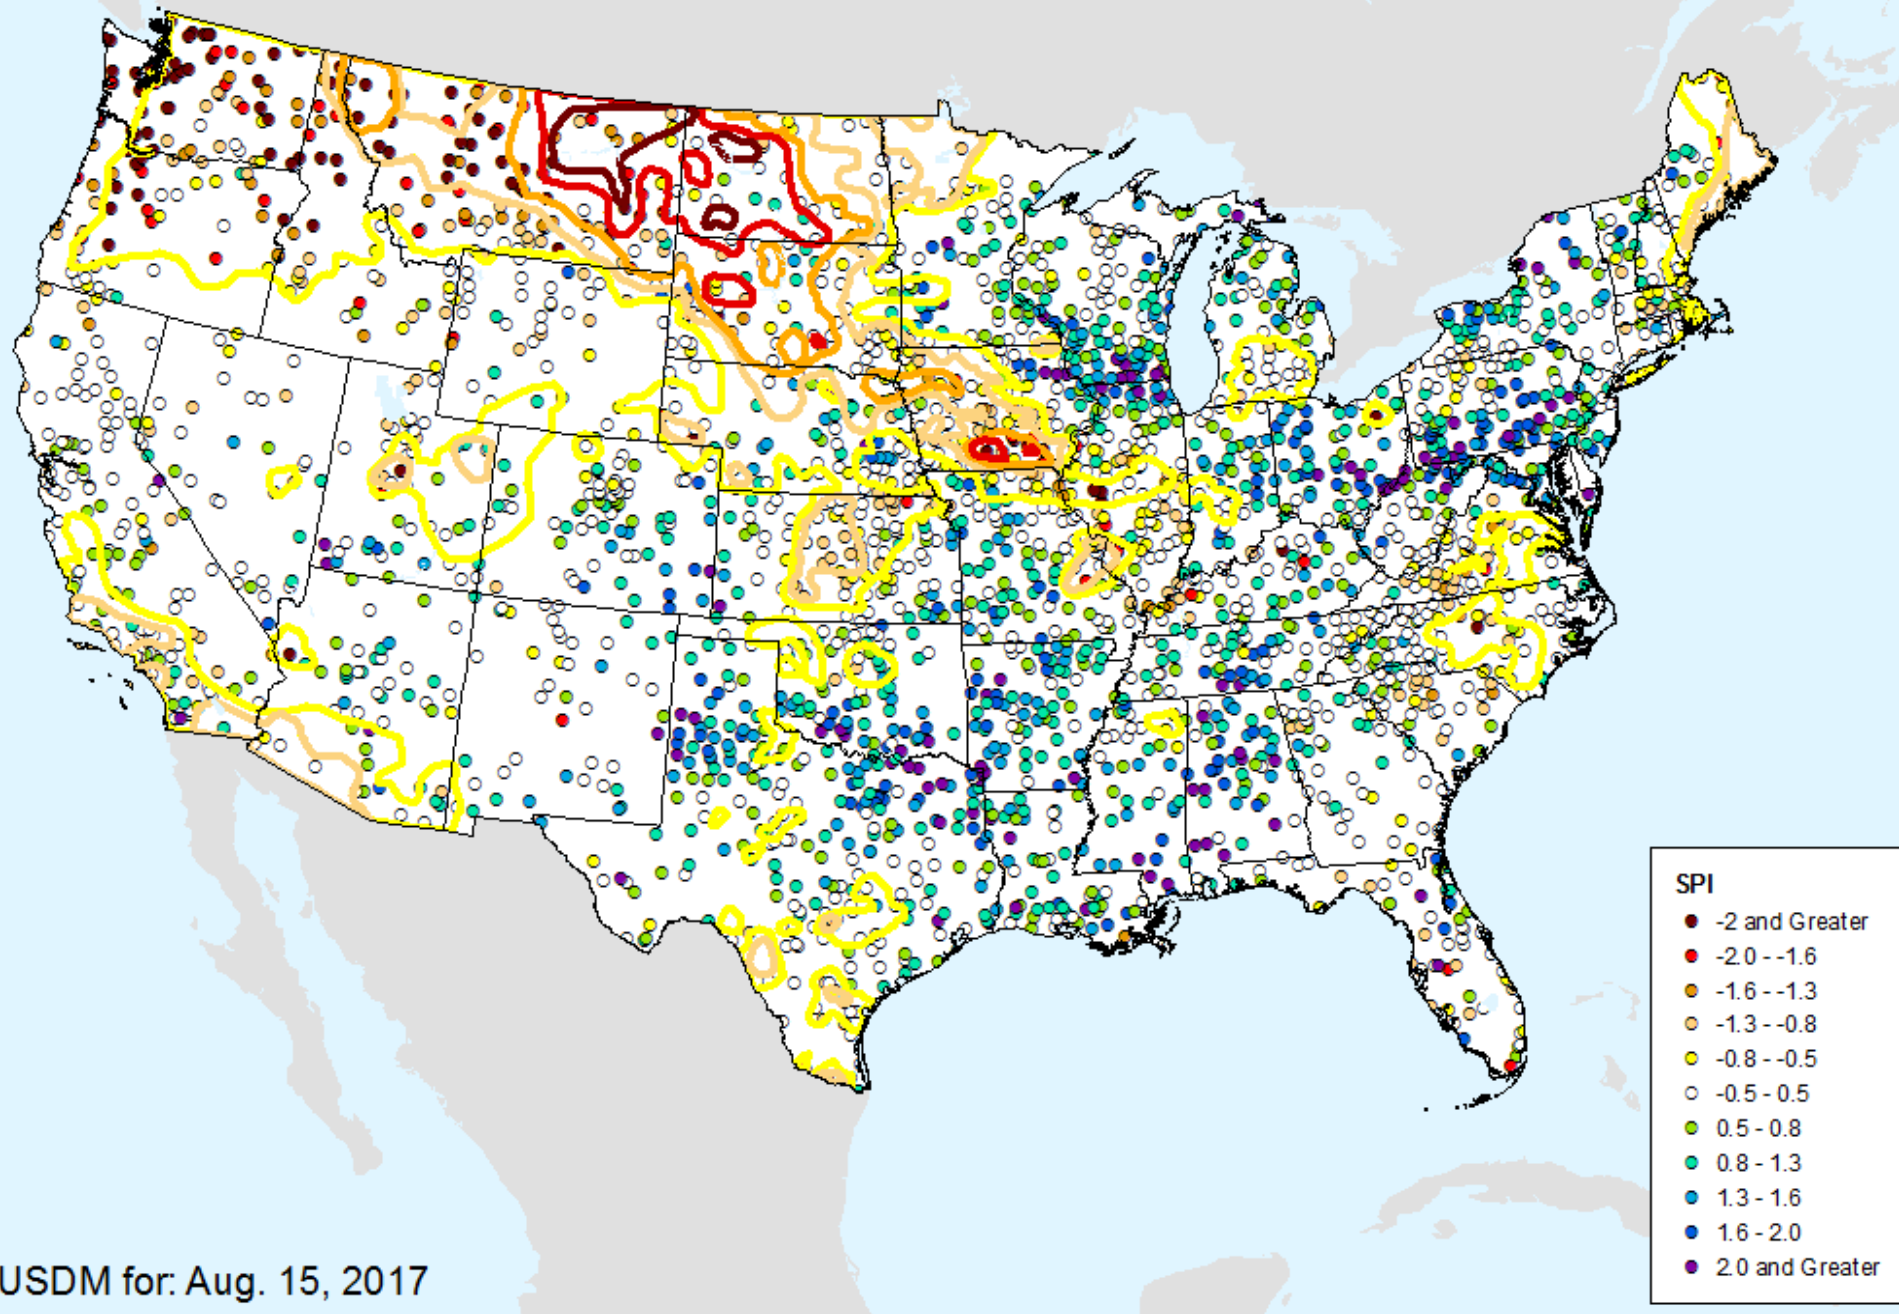 SPI
-2 and Greater
-2.0 - -1.6
-1.6 - -1.3
-1.3 - -0.8
-0.8 - -0.5
-0.5 - 0.5
0.5 - 0.8
0.8 - 1.3
1.3 - 1.6
1.6 - 2.0
2.0 and Greater
USDM for: Aug. 15, 2017